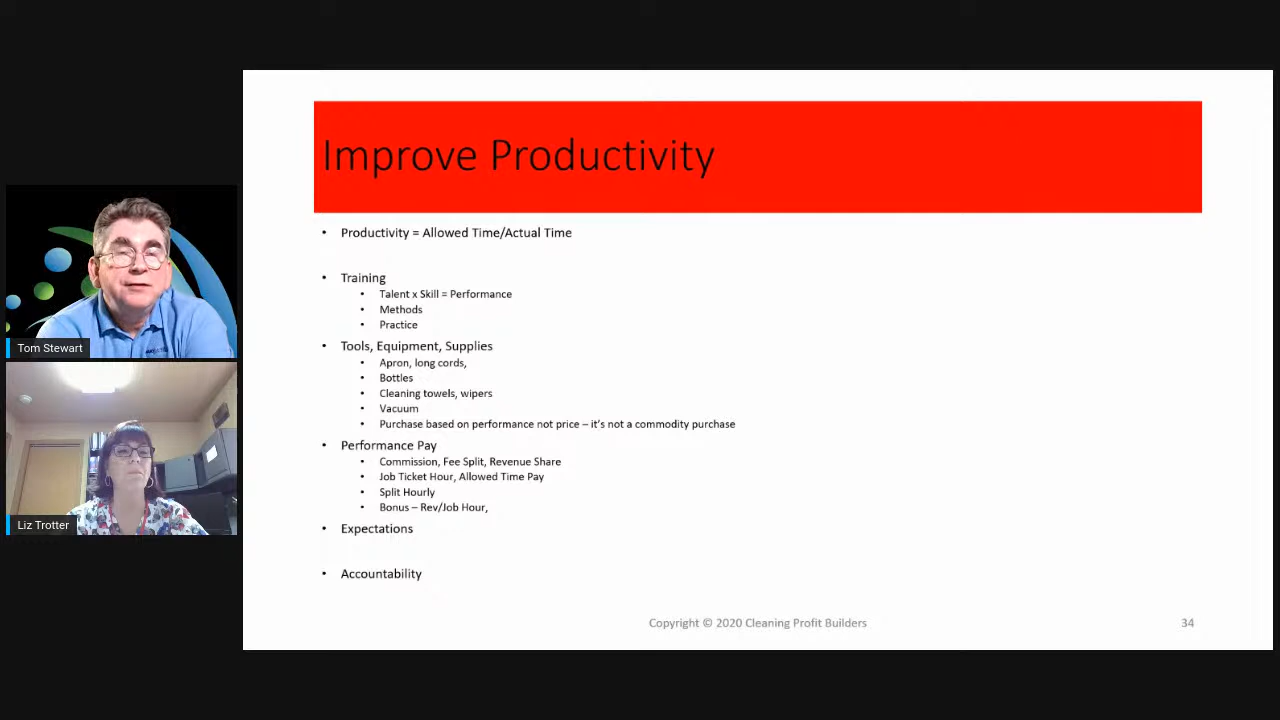 Improve Productivity
• Productivity = Allowed Time/Actual Time
• Training
• Talent x Skill = Performance
• Methods
• Practice
• Tools, Equipment, Supplies
• Apron, long cords,
• Bottles
• Cleaning towels, wipers
• Vacuum
• Purchase based on performance not price – it's not a commodity purchase
• Performance Pay
• Commission, Fee Split, Revenue Share
• Job Ticket Hour, Allowed Time Pay
• Split Hourly
• Bonus – Rev/Job Hour,
• Expectations
• Accountability
Copyright © 2020 Cleaning Profit Builders
34
Tom Stewart
Liz Trotter